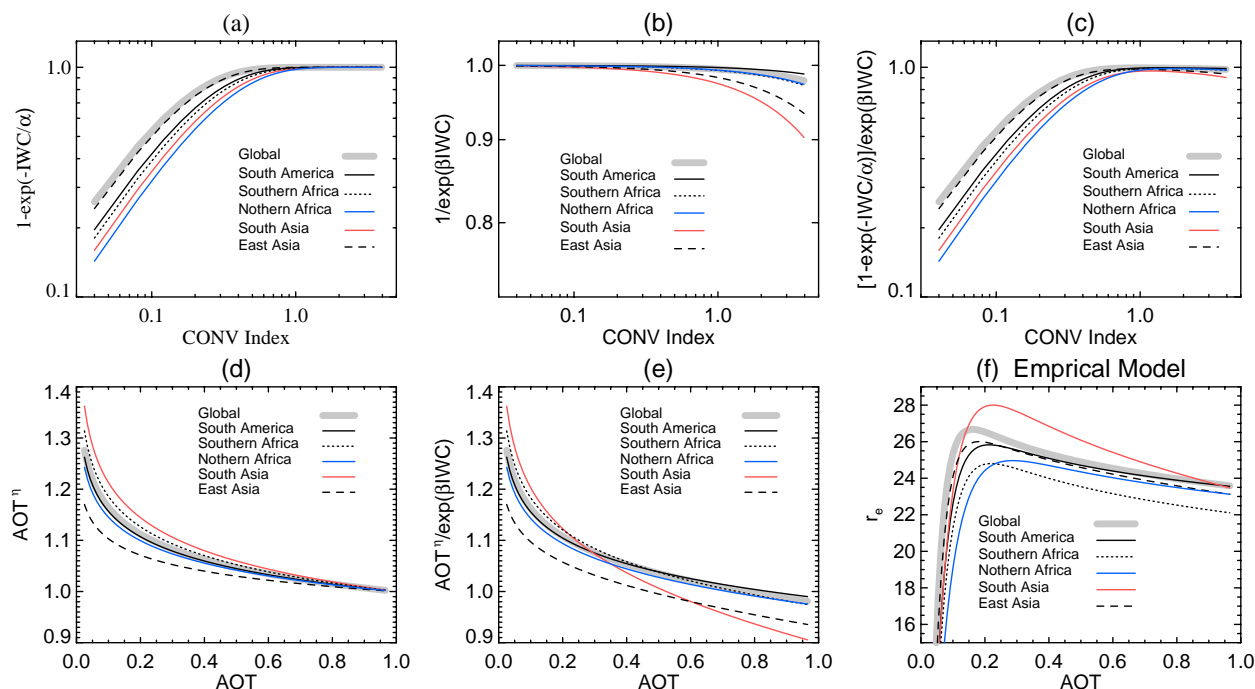 (a)
1-exp(-IWC/α)
1.0
0.1
Global
South America
Southern Africa
Nothern Africa
South Asia
East Asia
0.1 1.0
CONV Index
(b)
1/exp(βIWC)
1.0
0.9
0.8
Global
South America
Southern Africa
Nothern Africa
South Asia
East Asia
0.1 1.0
CONV Index
(c)
[1-exp(-IWC/α)]/exp(βIWC)
1.0
0.1
Global
South America
Southern Africa
Nothern Africa
South Asia
East Asia
0.1 1.0
CONV Index
(d)
AOT⁻η
1.4
1.3
1.2
1.1
1.0
0.9
Global
South America
Southern Africa
Nothern Africa
South Asia
East Asia
0.0 0.2 0.4 0.6 0.8 1.0
AOT
(e)
AOT⁻η/exp(βIWC)
1.4
1.3
1.2
1.1
1.0
0.9
Global
South America
Southern Africa
Nothern Africa
South Asia
East Asia
0.0 0.2 0.4 0.6 0.8 1.0
AOT
(f) Emprical Model
rₑ
28
26
24
22
20
18
16
Global
South America
Southern Africa
Nothern Africa
South Asia
East Asia
0.0 0.2 0.4 0.6 0.8 1.0
AOT